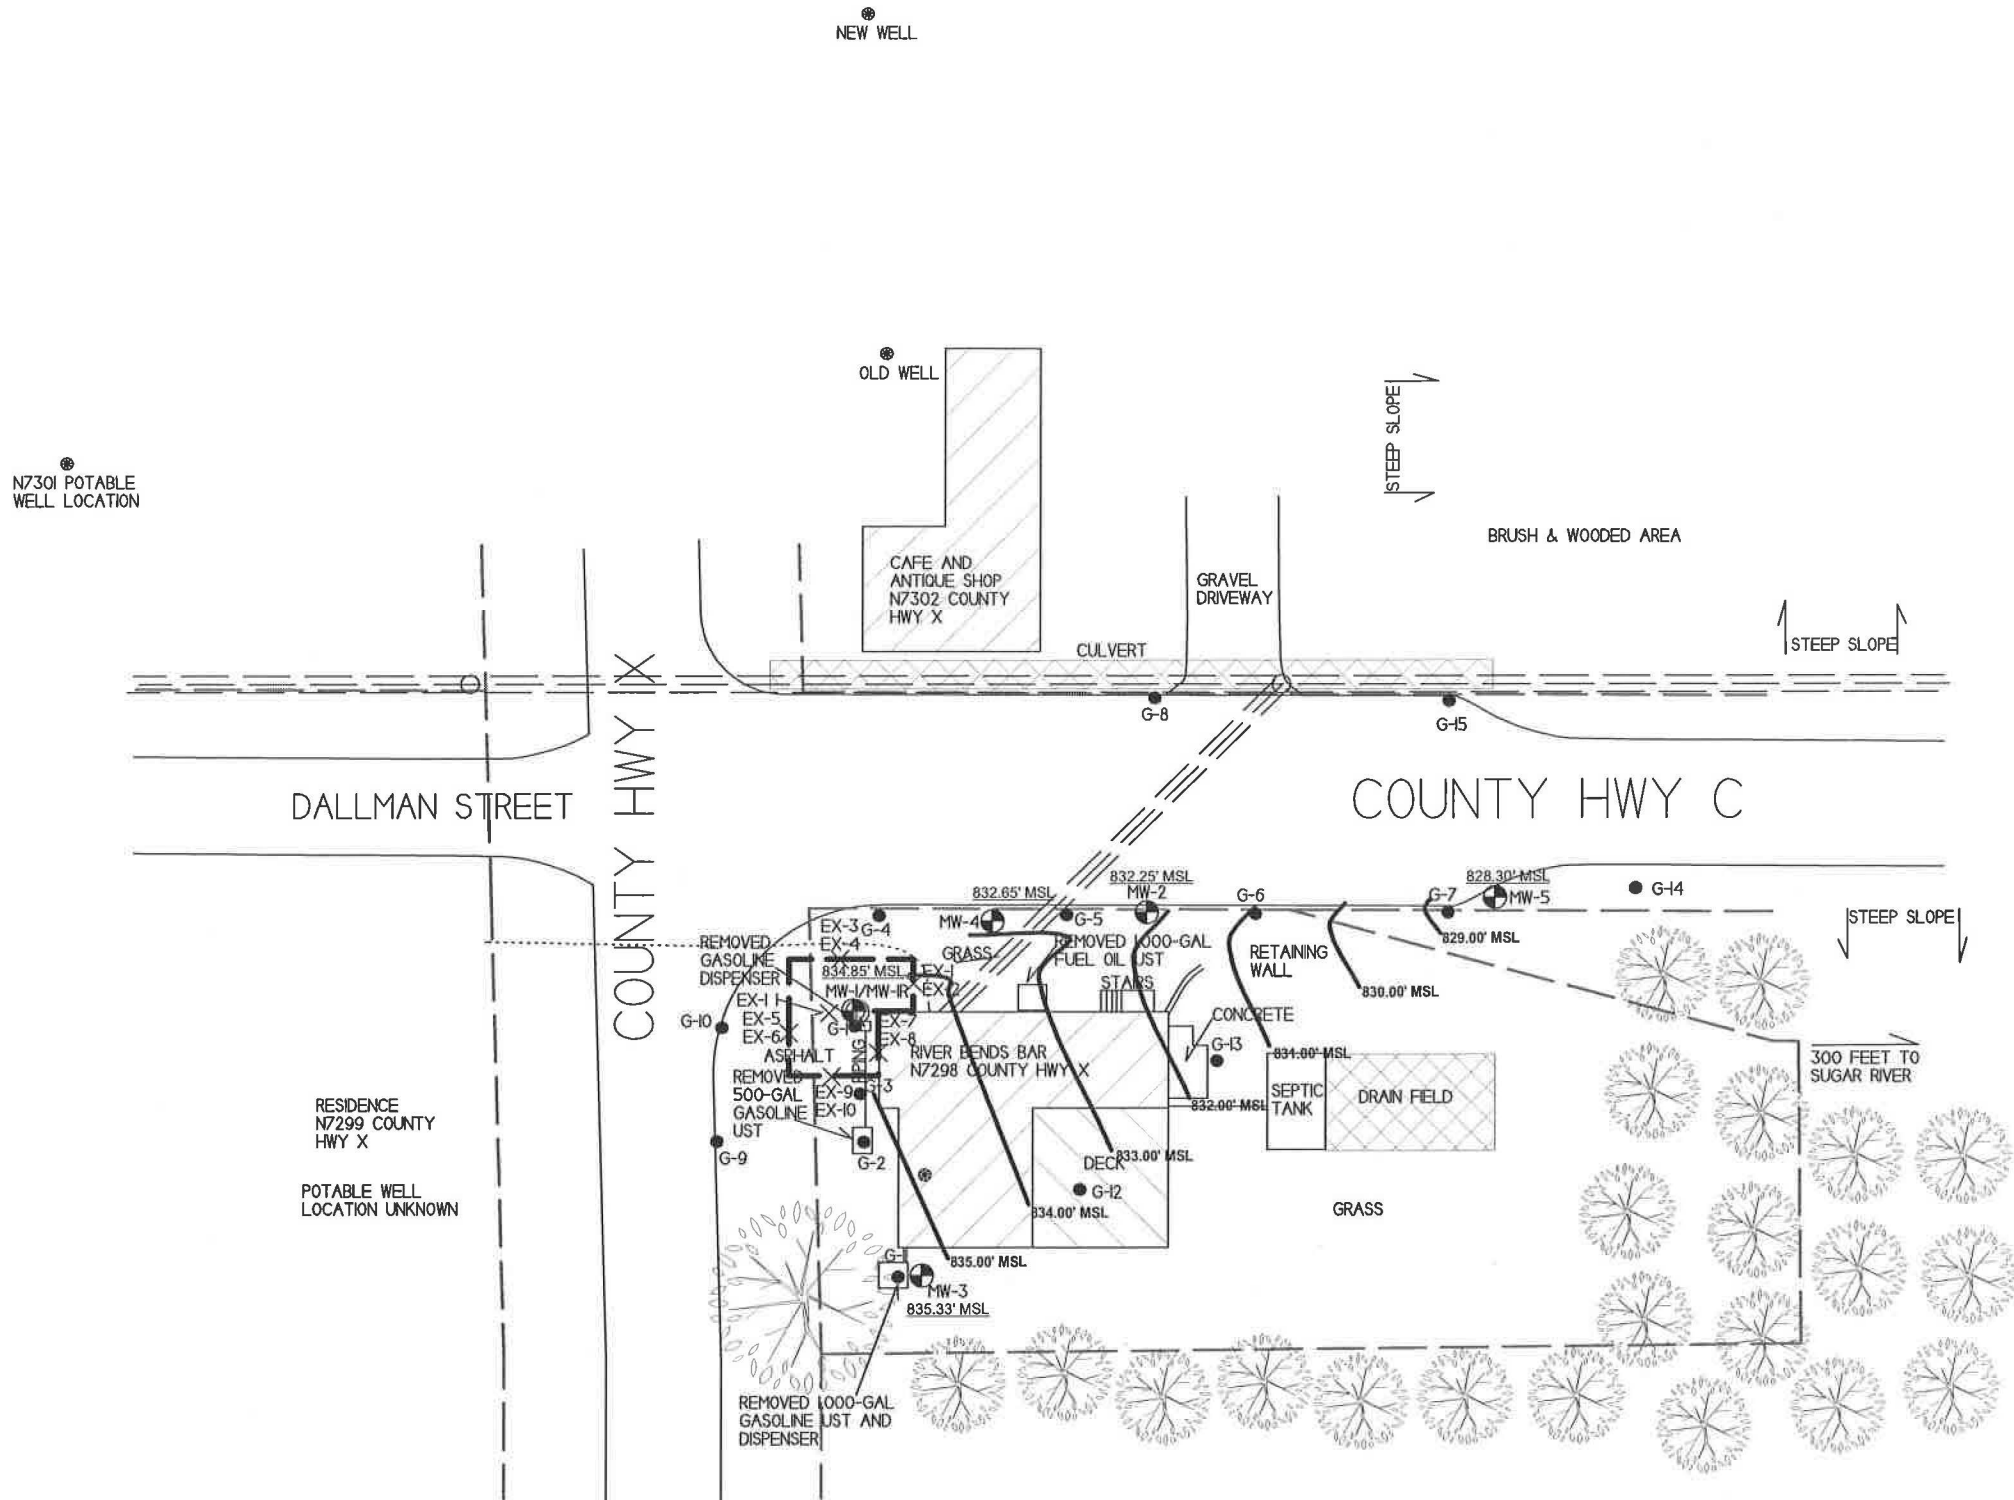 NEW WELL
OLD WELL
N7301 POTABLE
WELL LOCATION
STEEP SLOPE
BRUSH & WOODED AREA
CAFE AND
ANTIQUE SHOP
N7302 COUNTY
HWY X
GRAVEL
DRIVEWAY
STEEP SLOPE
CULVERT
G-8
G-15
DALLMAN STREET
COUNTY HWY X
COUNTY HWY C
832.65' MSL
MW-4
G-5
832.25' MSL
MW-2
G-6
G-7
828.30' MSL
MW-5
G-14
STEEP SLOPE
EX-3
G-4
EX-4
REMOVED
GASOLINE
DISPENSER
834.85' MSL
MW-1/MW-1R
EX-1
EX-2
GRASS
REMOVED 1,000-GAL
FUEL OIL UST
STAIRS
RETAINING
WALL
829.00' MSL
830.00' MSL
EX-11
EX-5
EX-6
G-10
G-1
EX-7
EX-8
ASPHALT
PIPING
RIVER BENDS BAR
N7298 COUNTY HWY X
CONCRETE
G-13
831.00' MSL
300 FEET TO
SUGAR RIVER
REMOVED
500-GAL
GASOLINE
UST
EX-9
EX-10
G-3
832.00' MSL
SEPTIC
TANK
DRAIN FIELD
RESIDENCE
N7299 COUNTY
HWY X
G-9
G-2
DECK
833.00' MSL
G-12
POTABLE WELL
LOCATION UNKNOWN
834.00' MSL
GRASS
835.00' MSL
MW-3
835.33' MSL
REMOVED 1,000-GAL
GASOLINE UST AND
DISPENSER